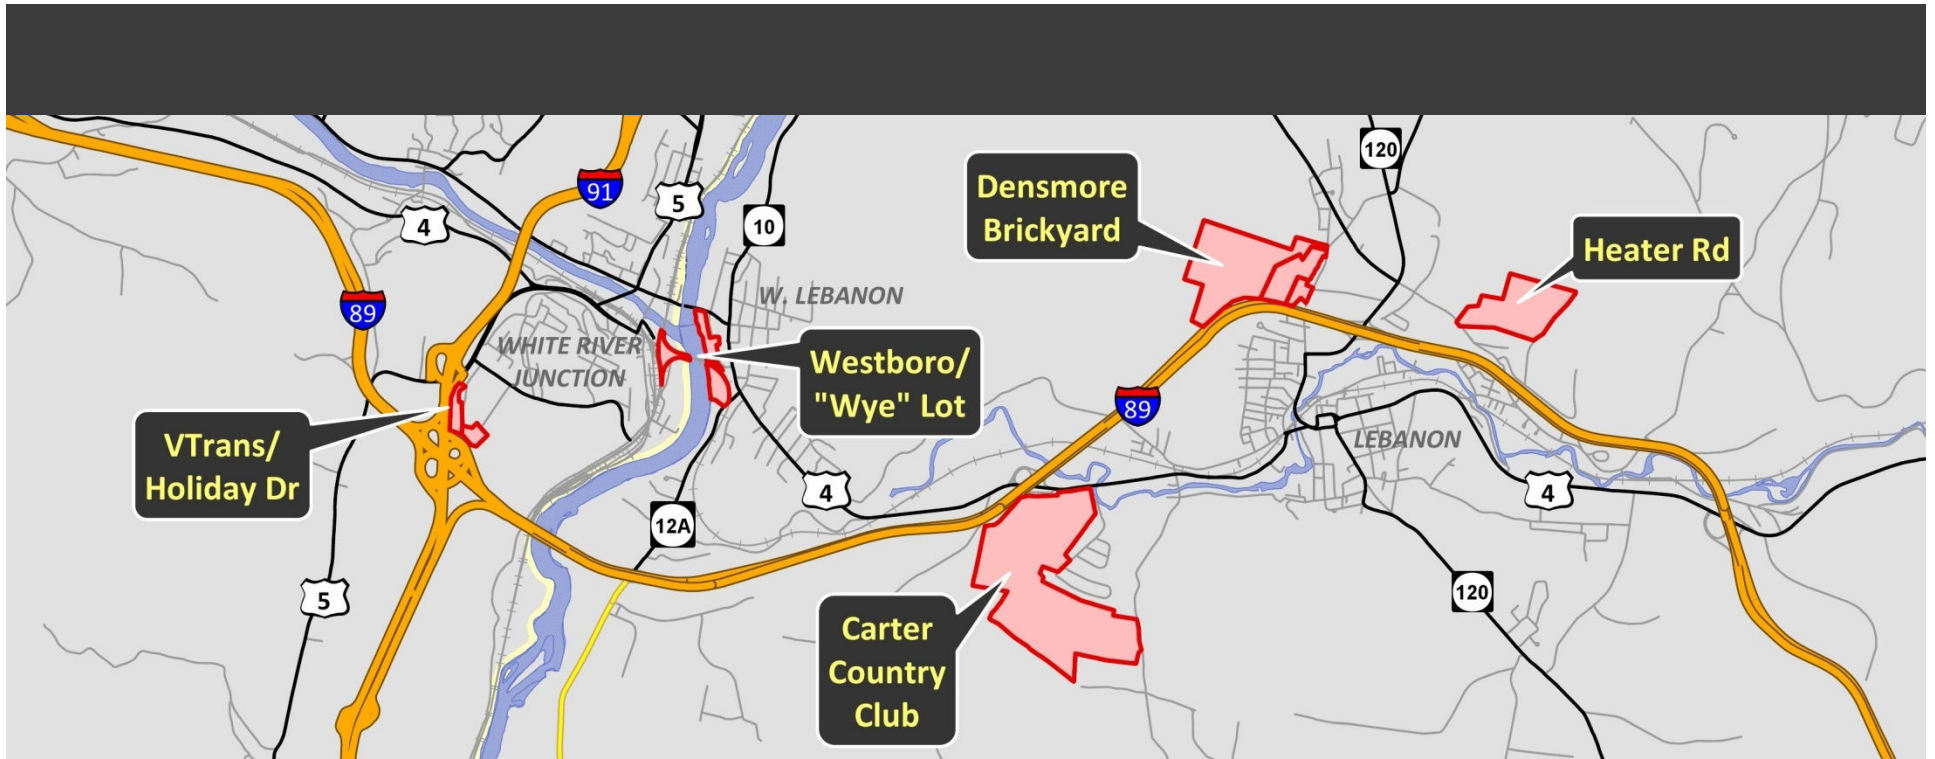 120
91
5
Densmore
Brickyard
4
10
Heater Rd
W. LEBANON
89
WHITE RIVER
JUNCTION
Westboro/
"Wye" Lot
89
VTrans/
Holiday Dr
LEBANON
4
4
12A
5
120
Carter
Country
Club